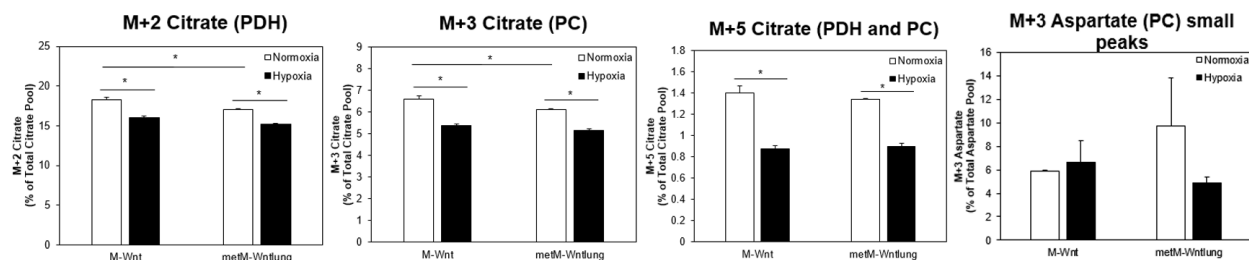 M+2 Citrate (PDH)
M+2 Citrate
(% of Total Citrate Pool)
25
20
15
10
5
0
Normoxia
Hypoxia
*
*
*
M-Wnt
metM-Wntlung
M+3 Citrate (PC)
M+3 Citrate
(% of Total Citrate Pool)
9
8
7
6
5
4
3
2
1
0
Normoxia
Hypoxia
*
*
*
M-Wnt
metM-Wntlung
M+5 Citrate (PDH and PC)
M+5 Citrate
(% of Total Citrate Pool)
1.8
1.6
1.4
1.2
1
0.8
0.6
0.4
0.2
0
Normoxia
Hypoxia
*
*
M-Wnt
metM-Wntlung
M+3 Aspartate (PC) small
peaks
M+3 Aspartate
(% of Total Aspartate Pool)
16
14
12
10
8
6
4
2
0
Normoxia
Hypoxia
M-Wnt
metM-Wntlung